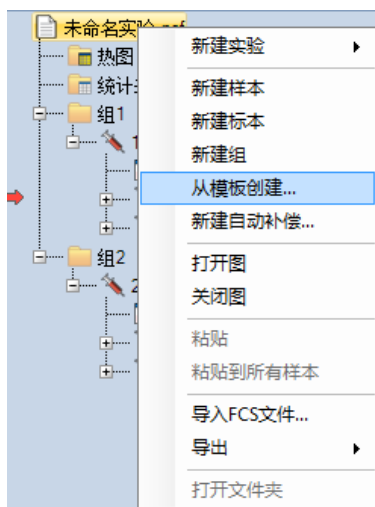 未命名实验.ncf
热图
统计
组1
1
组2
2
新建实验
新建样本
新建标本
新建组
从模板创建...
新建自动补偿...
打开图
关闭图
粘贴
粘贴到所有样本
导入FCS文件...
导出
打开文件夹